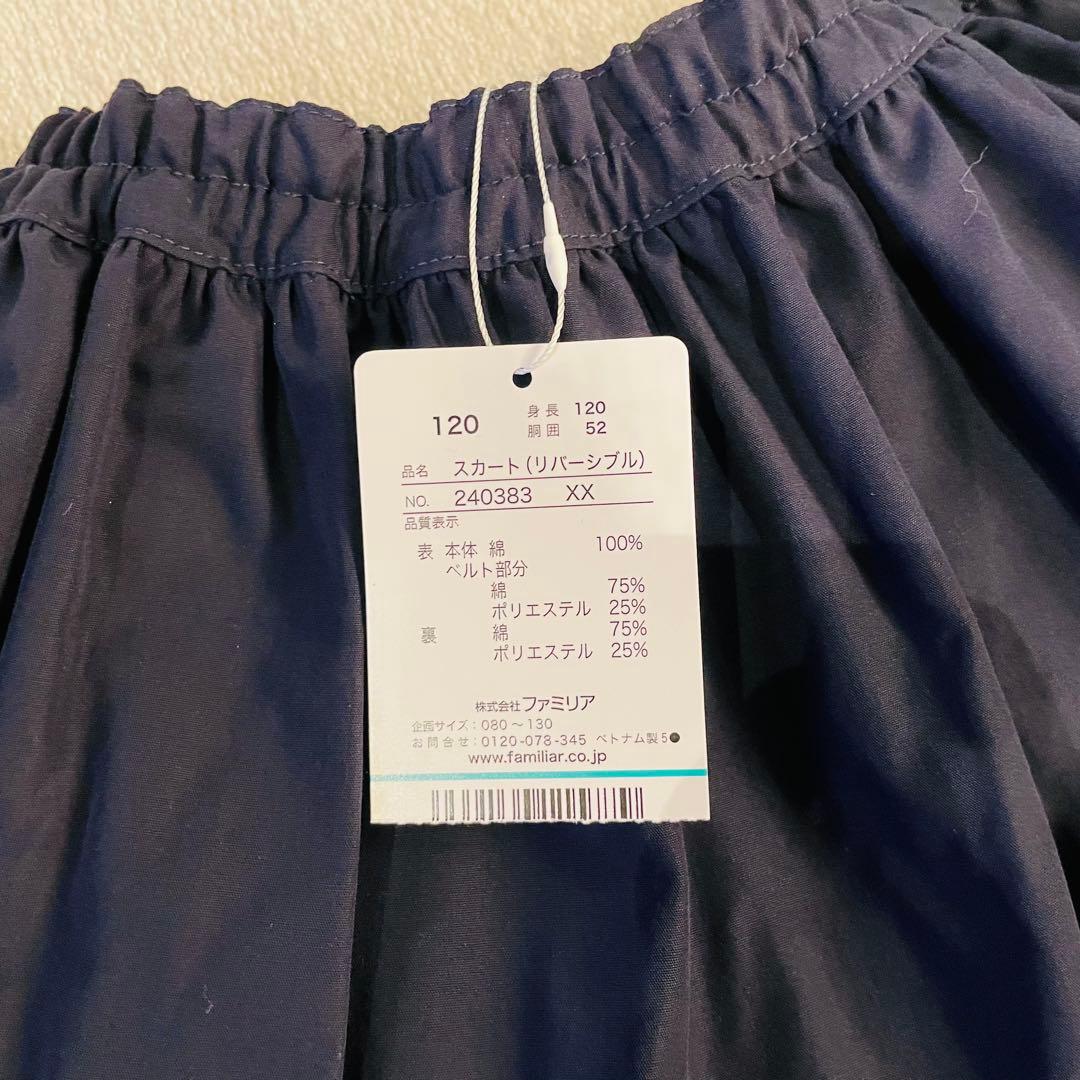 120 身長 120
胴囲 52
品名 スカート(リバーシブル)
NO. 240383 XX
品質表示
表 本体 綿 100%
ベルト部分
綿 75%
ポリエステル 25%
裏 綿 75%
ポリエステル 25%
株式会社ファミリア
企画サイズ:080～130
お問合せ:0120-078-345 ベトナム製5●
www.familiar.co.jp